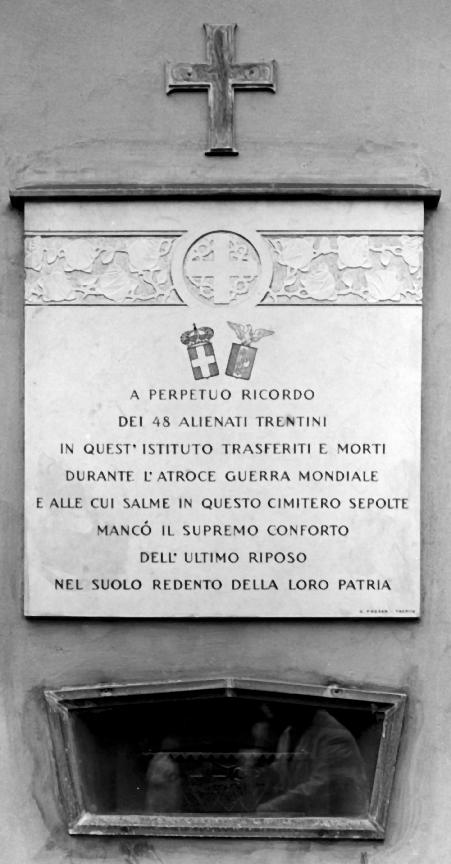 A PERPETUO RICORDO
DEI 48 ALIENATI TRENTINI
IN QUEST' ISTITUTO TRASFERITI E MORTI
DURANTE L'ATROCE GUERRA MONDIALE
E ALLE CUI SALME IN QUESTO CIMITERO SEPOLTE
MANCÓ IL SUPREMO CONFORTO
DELL' ULTIMO RIPOSO
NEL SUOLO REDENTO DELLA LORO PATRIA